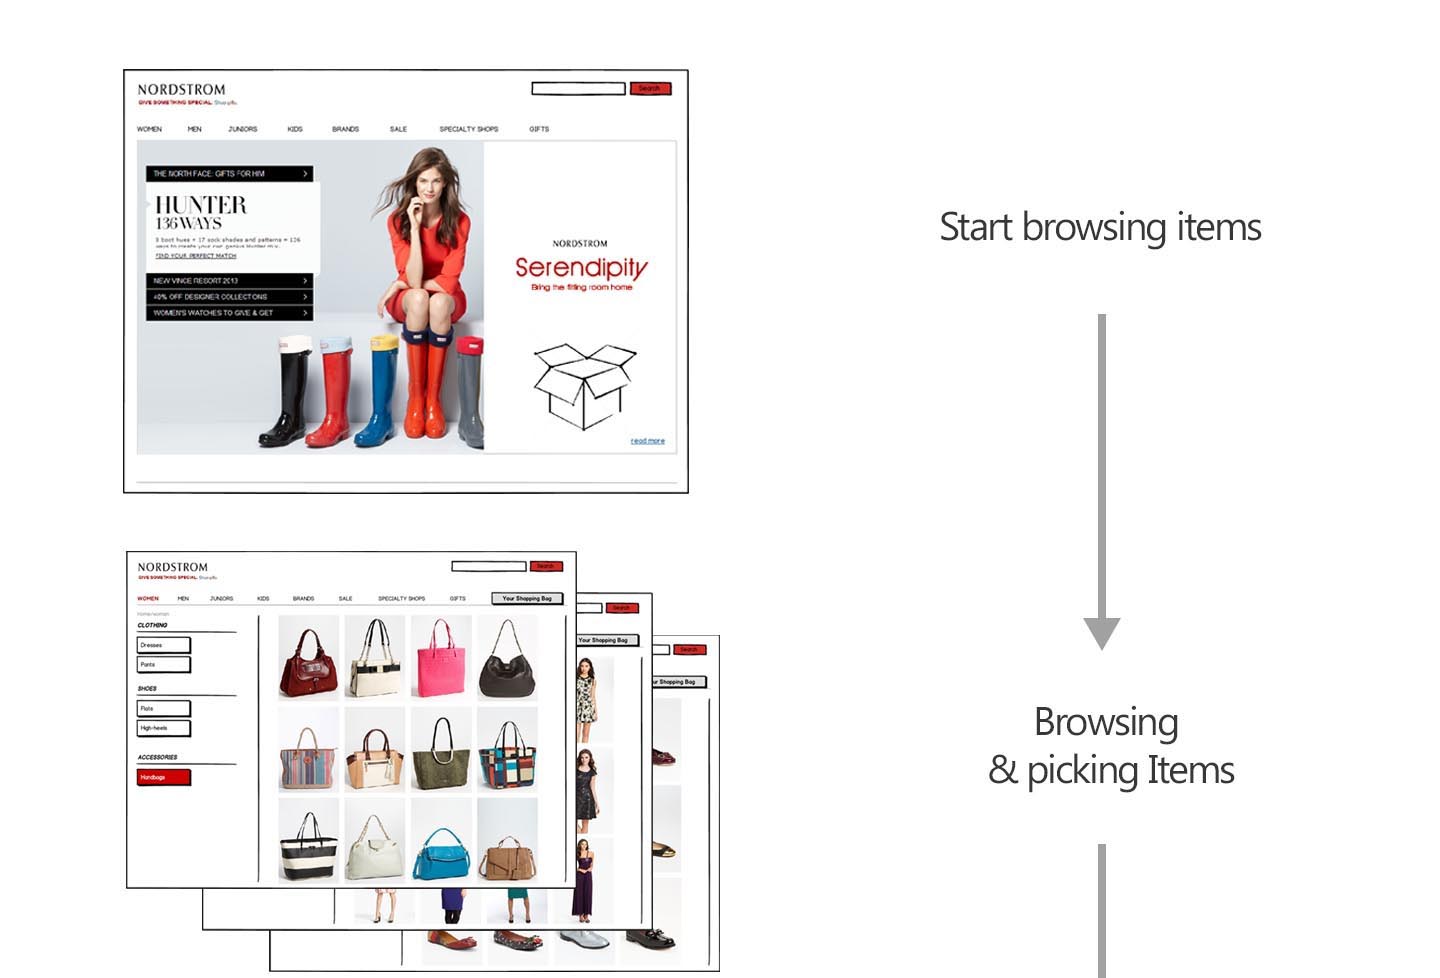 NORDSTROM
GIVE SOMETHING SPECIAL. Shop gifts.
Search
WOMEN MEN JUNIORS KIDS BRANDS SALE SPECIALTY SHOPS GIFTS
THE NORTH FACE: GIFTS FOR HIM
HUNTER
136 WAYS
8 boot hues + 17 sock shades and patterns = 136
ways to create your own genius Hunter mix.
FIND YOUR PERFECT MATCH
NEW VINCE RESORT 2013
40% OFF DESIGNER COLLECTIONS
WOMEN'S WATCHES TO GIVE & GET
NORDSTROM
Serendipity
Bring the fitting room home
read more
Start browsing items
NORDSTROM
GIVE SOMETHING SPECIAL. Shop gifts.
Search
WOMEN MEN JUNIORS KIDS BRANDS SALE SPECIALTY SHOPS GIFTS
Your Shopping Bag
Home/woman
CLOTHING
Dresses
Pants
SHOES
Flats
High-heels
ACCESSORIES
Handbags
Search
Your Shopping Bag
Search
ur Shopping Bag
Browsing
& picking Items